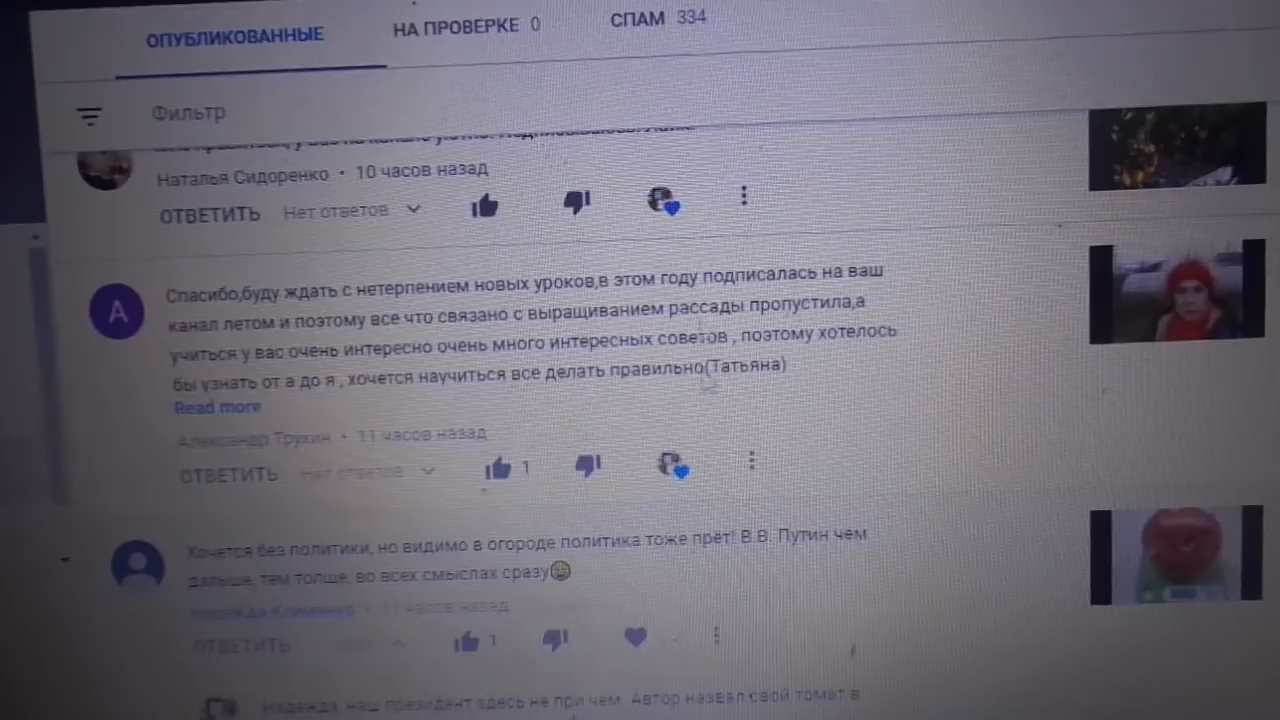 ОПУБЛИКОВАННЫЕ НА ПРОВЕРКЕ 0 СПАМ 334
Фильтр
Наталья Сидоренко • 10 часов назад
ОТВЕТИТЬ Нет ответов
А
Спасибо,буду ждать с нетерпением новых уроков,в этом году подписалась на ваш
канал летом и поэтому все что связано с выращиванием рассады пропустила,а
учиться у вас очень интересно очень много интересных советов , поэтому хотелось
бы узнать от а до я , хочется научиться все делать правильно(Татьяна)
Read more
Александр Трухин • 11 часов назад
ОТВЕТИТЬ Нет ответов 1
Хочется без политики, но видимо в огороде политика тоже прёт! В.В. Путин чем
дальше, тем толще, во всех смыслах сразу
Надежда Клименко • 11 часов назад
ОТВЕТИТЬ 1
Надежда, наш президент здесь не при чем. Автор назвал свой томат в